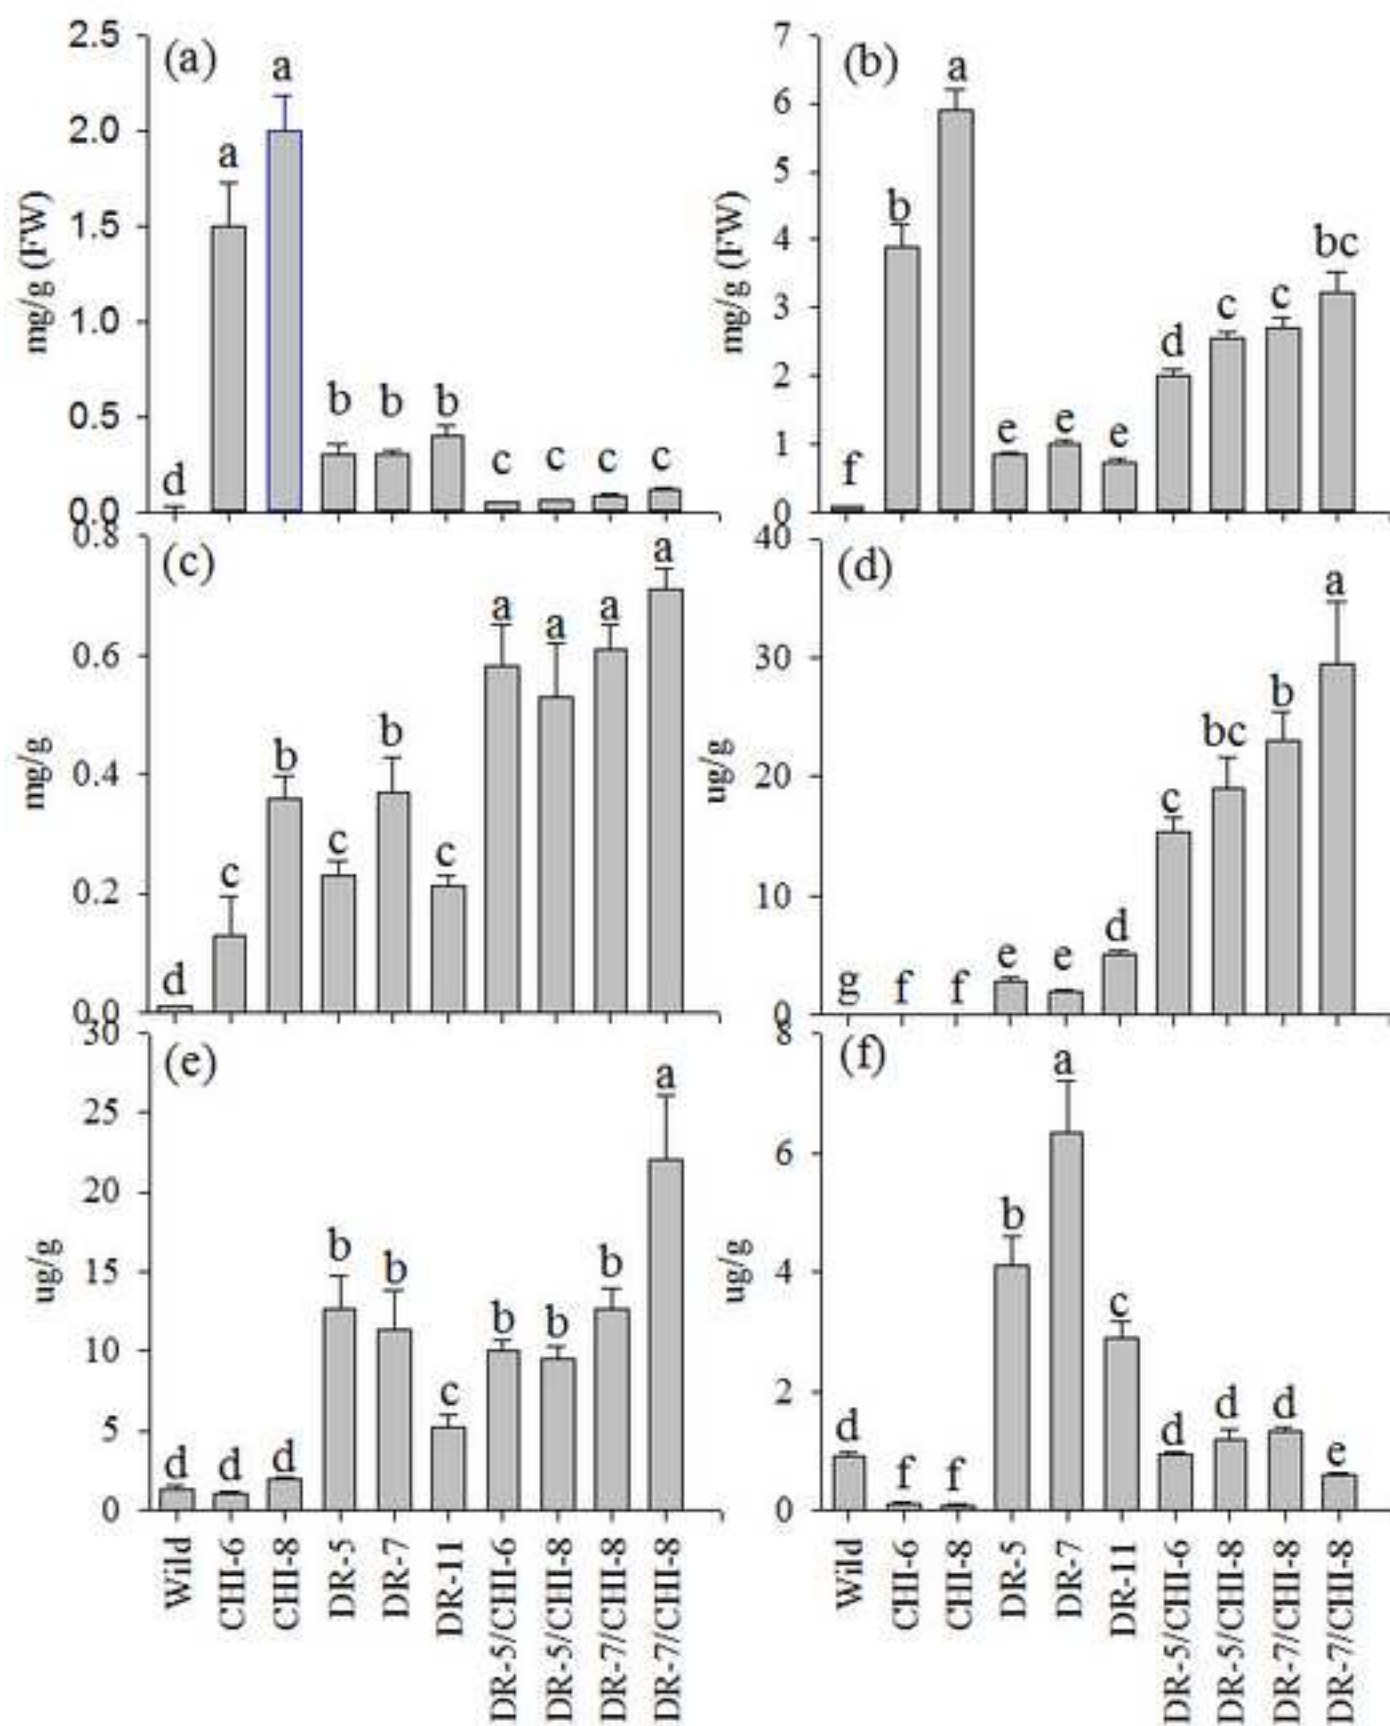 (a)
mg/g (FW)
2.5
2.0
1.5
1.0
0.5
0.0
d a a b b b c c c c
(b)
mg/g (FW)
7
6
5
4
3
2
1
0
f b a e e e d c c bc
(c)
mg/g
0.8
0.6
0.4
0.2
0.0
d c b c b c a a a a
(d)
ug/g
40
30
20
10
0
g f f e e d c bc b a
(e)
ug/g
30
25
20
15
10
5
0
d d d b b c b b b a
Wild
CHI-6
CHI-8
DR-5
DR-7
DR-11
DR-5/CHI-6
DR-5/CHI-8
DR-7/CHI-8
DR-7/CHI-8
(f)
ug/g
8
6
4
2
0
d f f b a c d d d e
Wild
CHI-6
CHI-8
DR-5
DR-7
DR-11
DR-5/CHI-6
DR-5/CHI-8
DR-7/CHI-8
DR-7/CHI-8